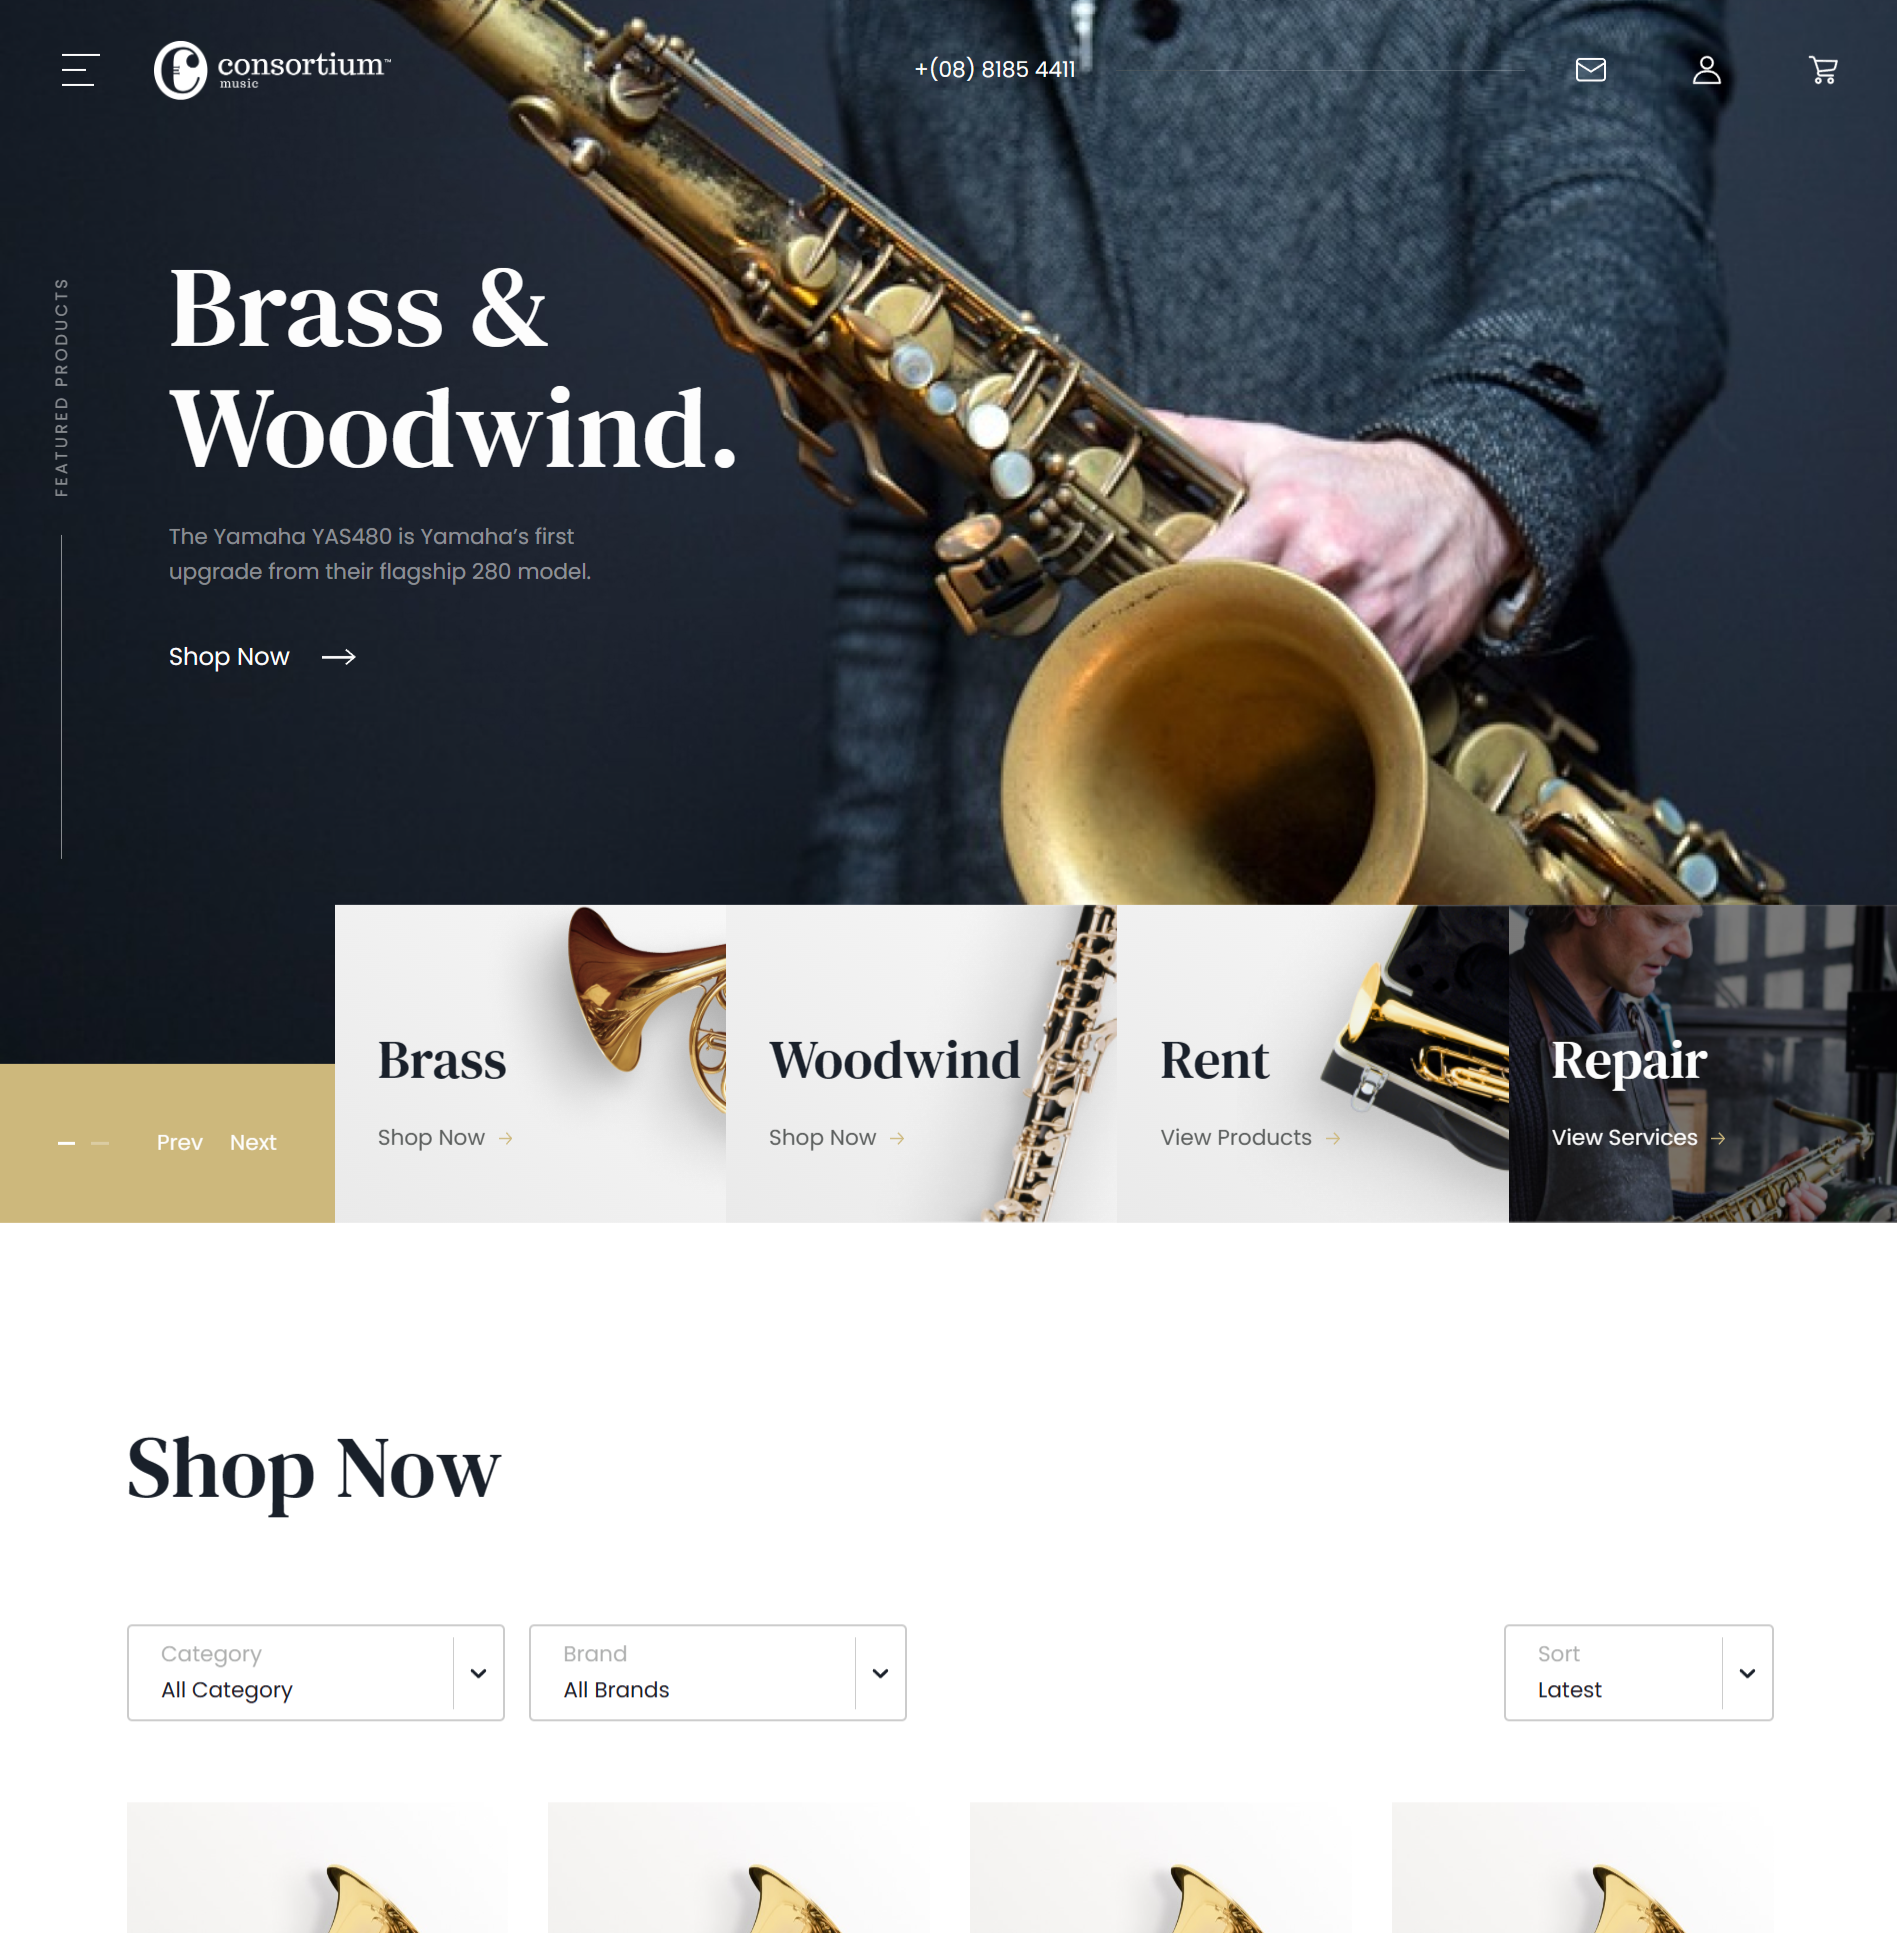 consortium™
music
+(08) 8185 4411
FEATURED PRODUCTS
Brass &
Woodwind.
The Yamaha YAS480 is Yamaha’s first
upgrade from their flagship 280 model.
Shop Now
Prev Next
Brass
Shop Now
Woodwind
Shop Now
Rent
View Products
Repair
View Services
Shop Now
Category
All Category
Brand
All Brands
Sort
Latest